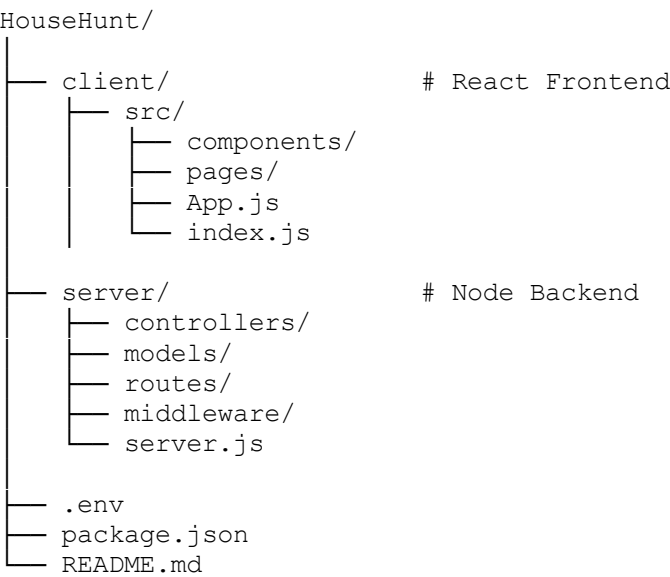 HouseHunt/
│
├── client/                # React Frontend
│   ├── src/
│   │   ├── components/
│   │   ├── pages/
│   │   ├── App.js
│   │   └── index.js
│
├── server/                # Node Backend
│   ├── controllers/
│   ├── models/
│   ├── routes/
│   ├── middleware/
│   └── server.js
│
├── .env
├── package.json
└── README.md